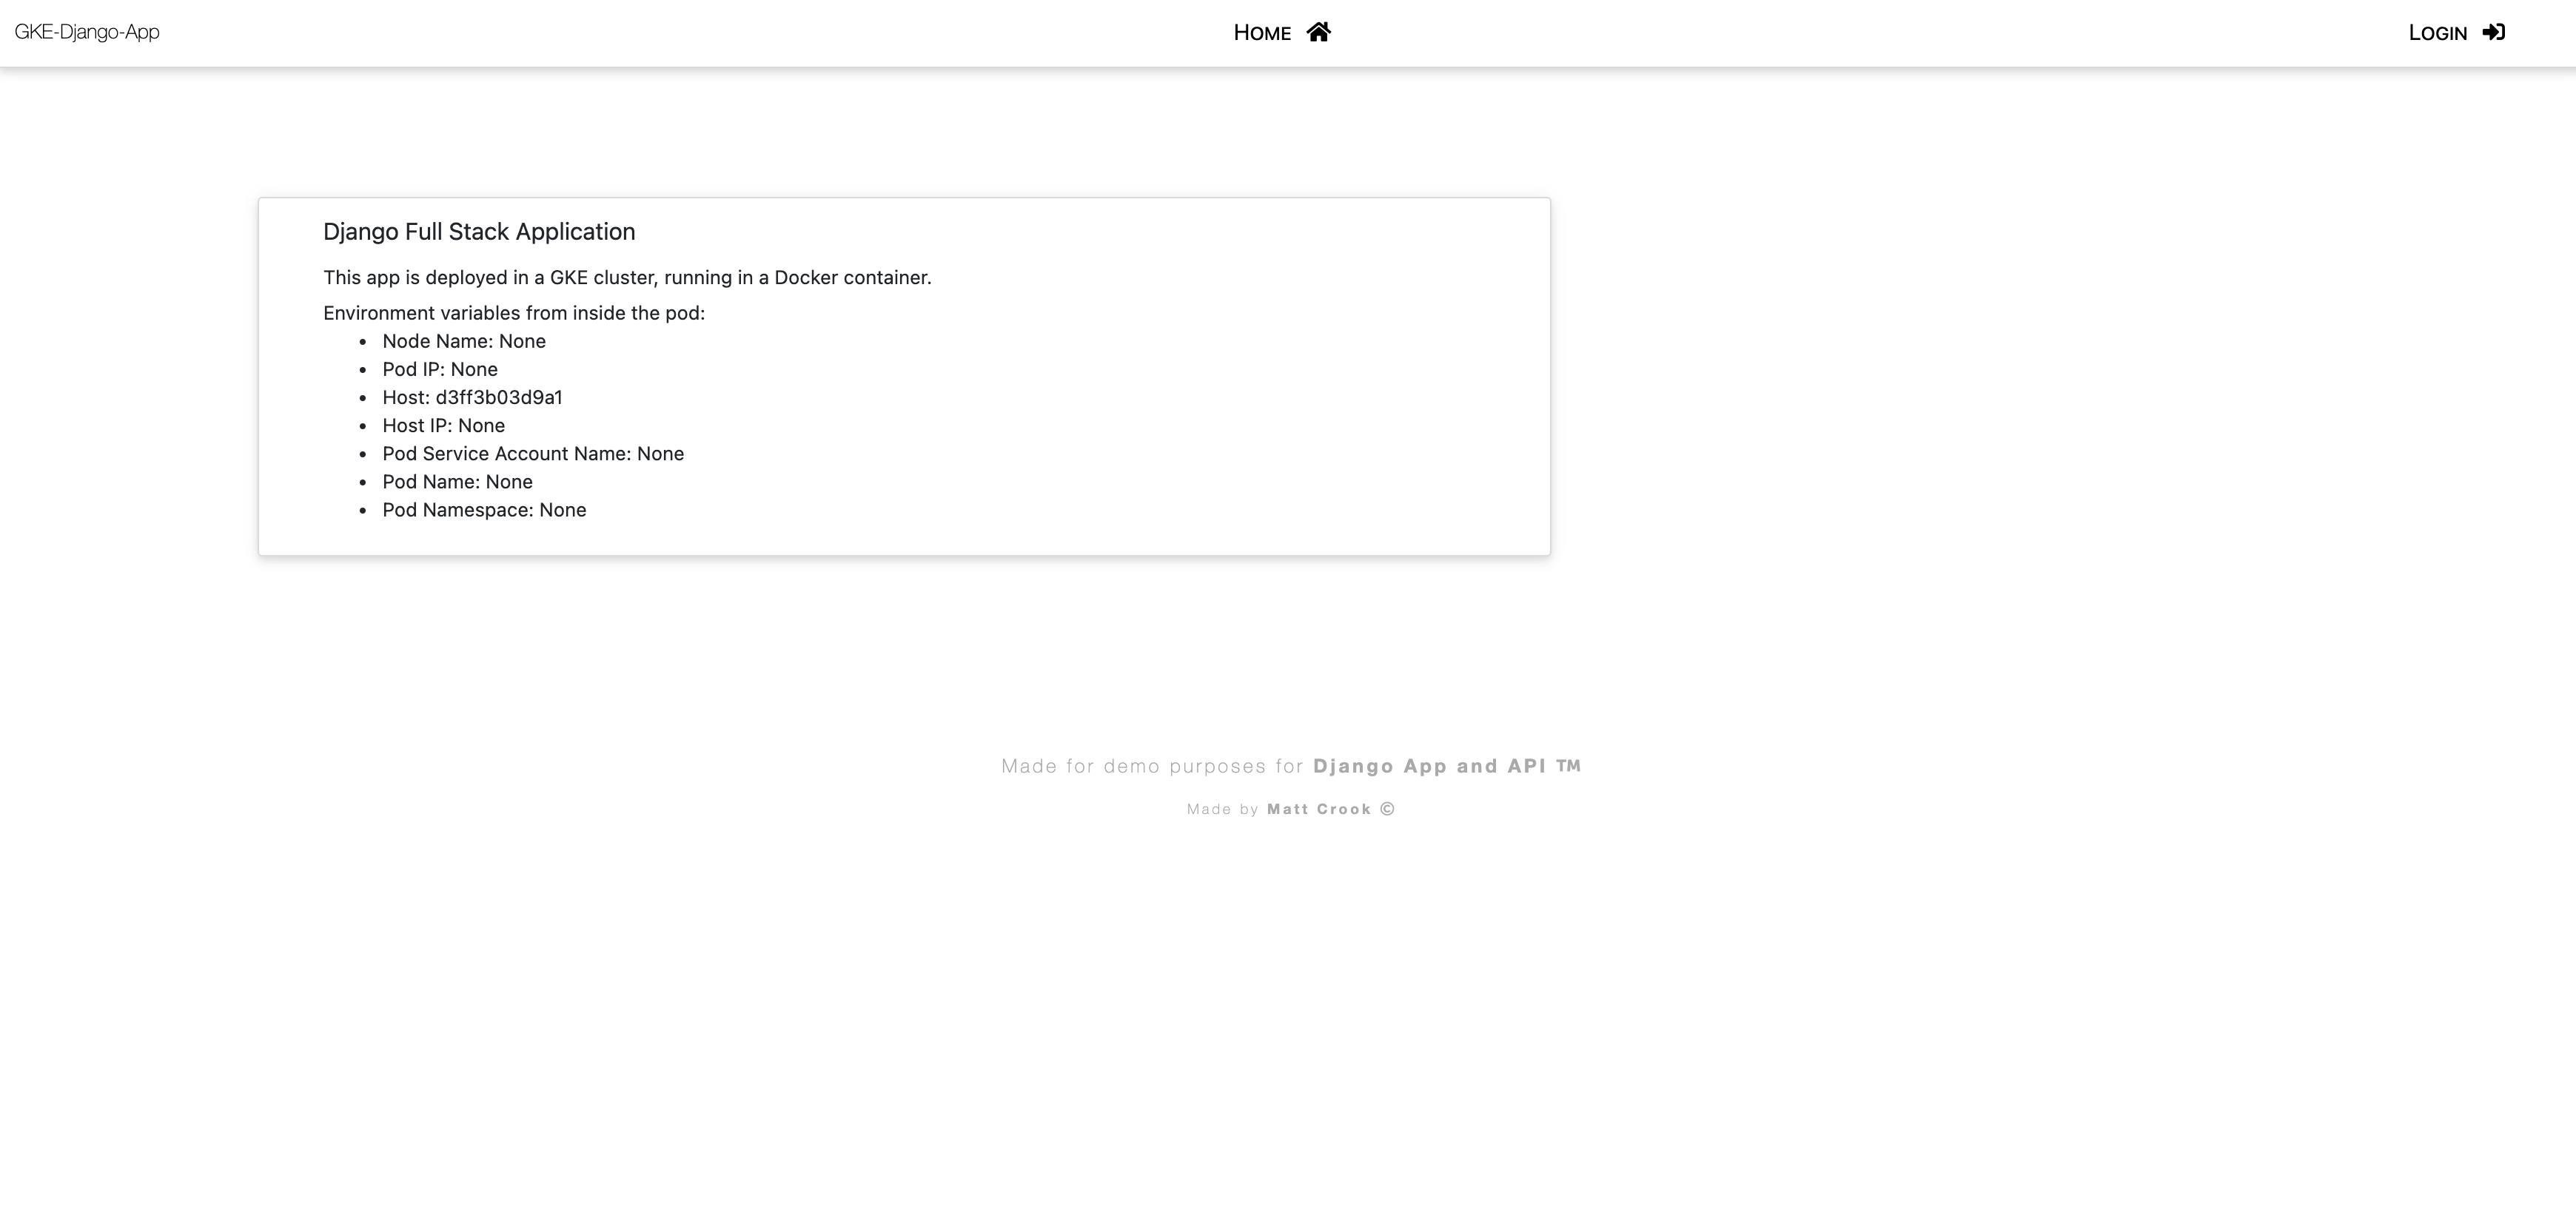 GKE-Django-App
HOME
LOGIN
Django Full Stack Application
This app is deployed in a GKE cluster, running in a Docker container.
Environment variables from inside the pod:
• Node Name: None
• Pod IP: None
• Host: d3ff3b03d9a1
• Host IP: None
• Pod Service Account Name: None
• Pod Name: None
• Pod Namespace: None
Made for demo purposes for Django App and API ™
Made by Matt Crook ©